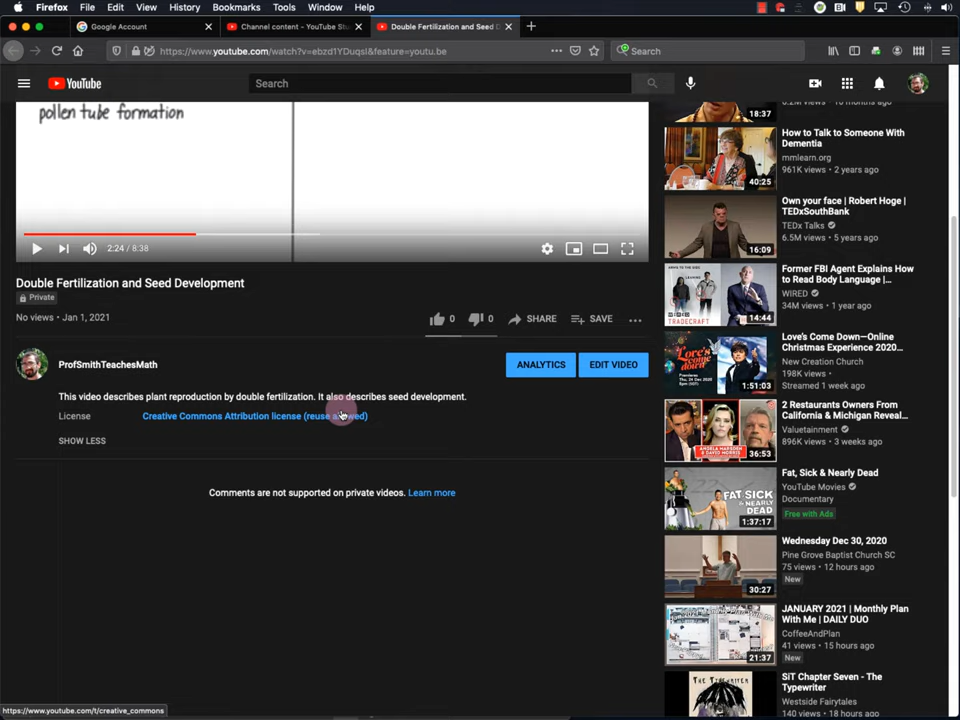 Firefox File Edit View History Bookmarks Tools Window Help
Google Account
Channel content - YouTube Stu
Double Fertilization and Seed D
https://www.youtube.com/watch?v=ebzd1YDuqsI&feature=youtu.be
Search
YouTube
Search
pollen tube formation
2:24 / 8:38
Double Fertilization and Seed Development
Private
No views • Jan 1, 2021
0 0 SHARE SAVE
ProfSmithTeachesMath
ANALYTICS EDIT VIDEO
This video describes plant reproduction by double fertilization. It also describes seed development.
License Creative Commons Attribution license (reuse allowed)
SHOW LESS
Comments are not supported on private videos. Learn more
18:37
How to Talk to Someone With
Dementia
mmlearn.org
961K views • 2 years ago
40:25
Own your face | Robert Hoge |
TEDxSouthBank
TEDx Talks
6.5M views • 5 years ago
16:09
Former FBI Agent Explains How
to Read Body Language |...
WIRED
34M views • 1 year ago
TRADECRAFT
14:44
Love's Come Down—Online
Christmas Experience 2020...
New Creation Church
198K views •
Streamed 1 week ago
Love's
Come
Down
1:51:03
2 Restaurants Owners From
California & Michigan Reveal...
Valuetainment
896K views • 3 weeks ago
36:53
Fat, Sick & Nearly Dead
YouTube Movies
Documentary
Free with Ads
FAT SICK
& NEARLY
DEAD
1:37:17
Wednesday Dec 30, 2020
Pine Grove Baptist Church SC
75 views • 12 hours ago
New
30:27
JANUARY 2021 | Monthly Plan
With Me | DAILY DUO
CoffeeAndPlan
41 views • 15 hours ago
New
21:37
SiT Chapter Seven - The
Typewriter
Westside Fairytales
140 views • 18 hours ago
THE TYPEWRITER
https://www.youtube.com/t/creative_commons